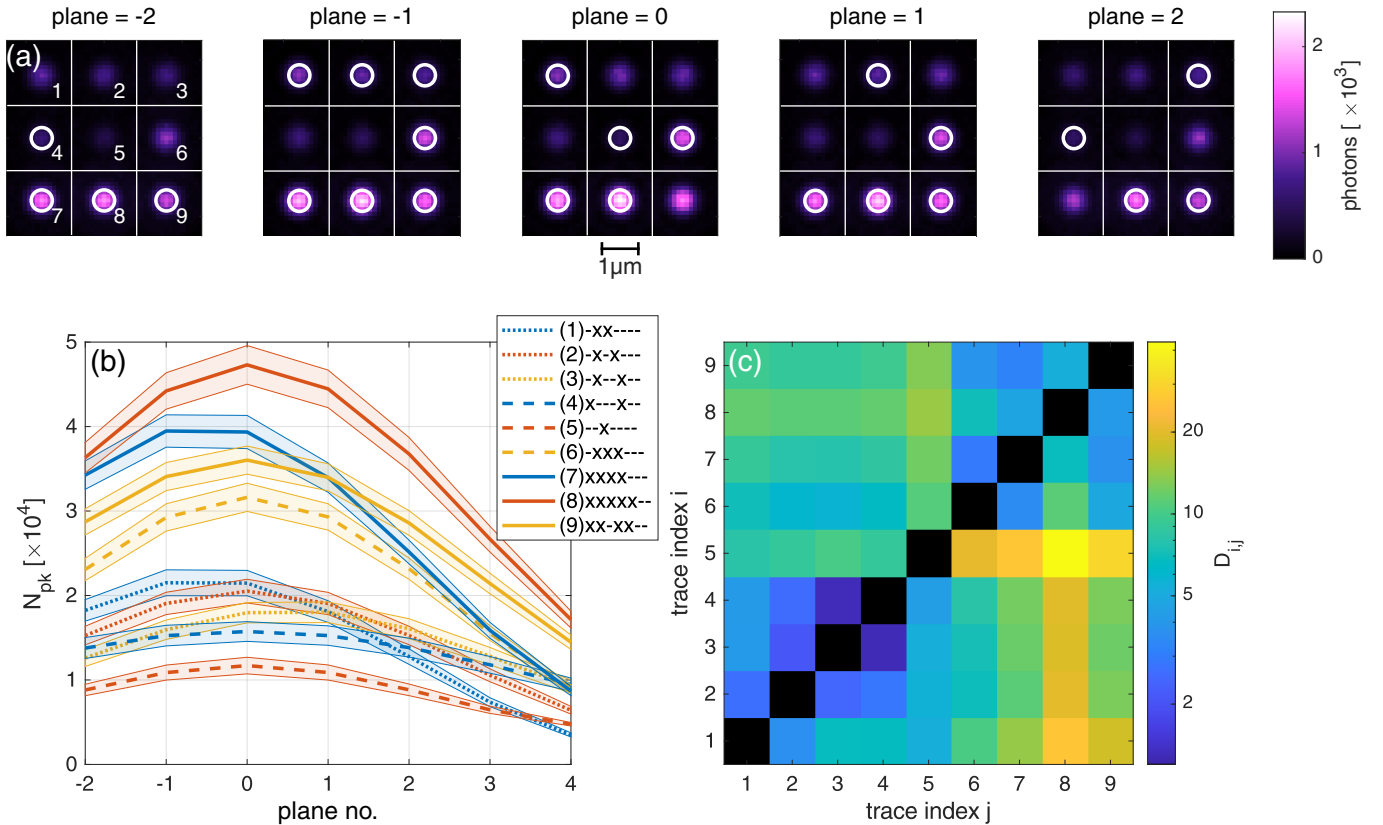 plane = -2
plane = -1
plane = 0
plane = 1
plane = 2
(a)
1
2
3
4
5
6
7
8
9
1μm
2
1
0
photons [ ×10³]
(b)
5
4
3
2
1
0
N_pk [×10⁴]
-2
-1
0
1
2
3
4
plane no.
(1)-xx----
(2)-x-x---
(3)-x--x--
(4)x---x--
(5)--x----
(6)-xxx---
(7)xxxx---
(8)xxxxx--
(9)xx-xx--
(c)
9
8
7
6
5
4
3
2
1
trace index i
1
2
3
4
5
6
7
8
9
trace index j
20
10
5
2
D_i,j